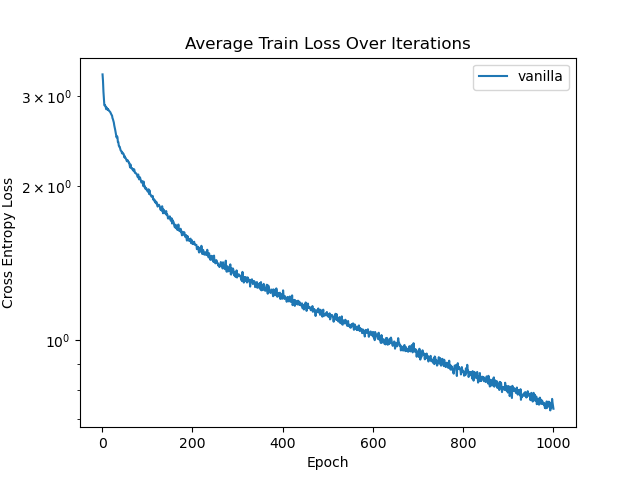 Average Train Loss Over Iterations
vanilla
3 × 10⁰
2 × 10⁰
10⁰
Cross Entropy Loss
0 200 400 600 800 1000
Epoch